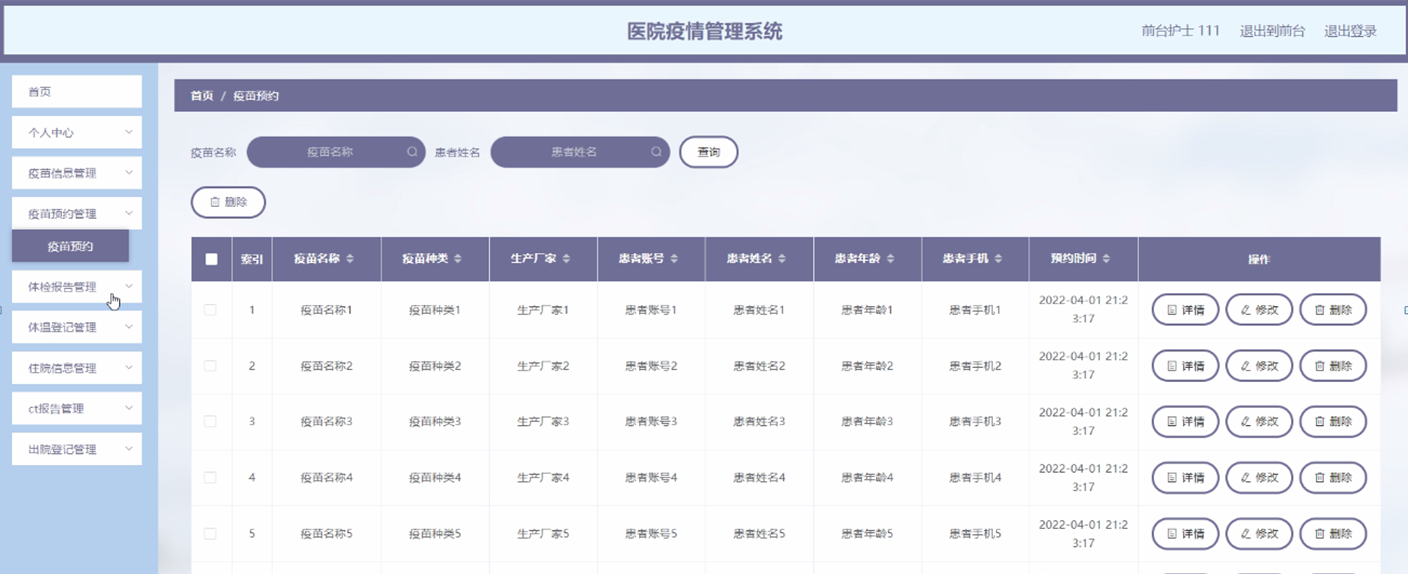 医院疫情管理系统
前台护士 111 退出到前台 退出登录
首页
个人中心
疫苗信息管理
疫苗预约管理
疫苗预约
体检报告管理
体温登记管理
住院信息管理
ct报告管理
出院登记管理
首页 / 疫苗预约
疫苗名称 疫苗名称 患者姓名 患者姓名 查询
删除
索引 疫苗名称 疫苗种类 生产厂家 患者账号 患者姓名 患者年龄 患者手机 预约时间 操作
1 疫苗名称1 疫苗种类1 生产厂家1 患者账号1 患者姓名1 患者年龄1 患者手机1 2022-04-01 21:2
3:17 详情 修改 删除
2 疫苗名称2 疫苗种类2 生产厂家2 患者账号2 患者姓名2 患者年龄2 患者手机2 2022-04-01 21:2
3:17 详情 修改 删除
3 疫苗名称3 疫苗种类3 生产厂家3 患者账号3 患者姓名3 患者年龄3 患者手机3 2022-04-01 21:2
3:17 详情 修改 删除
4 疫苗名称4 疫苗种类4 生产厂家4 患者账号4 患者姓名4 患者年龄4 患者手机4 2022-04-01 21:2
3:17 详情 修改 删除
5 疫苗名称5 疫苗种类5 生产厂家5 患者账号5 患者姓名5 患者年龄5 患者手机5 2022-04-01 21:2
3:17 详情 修改 删除